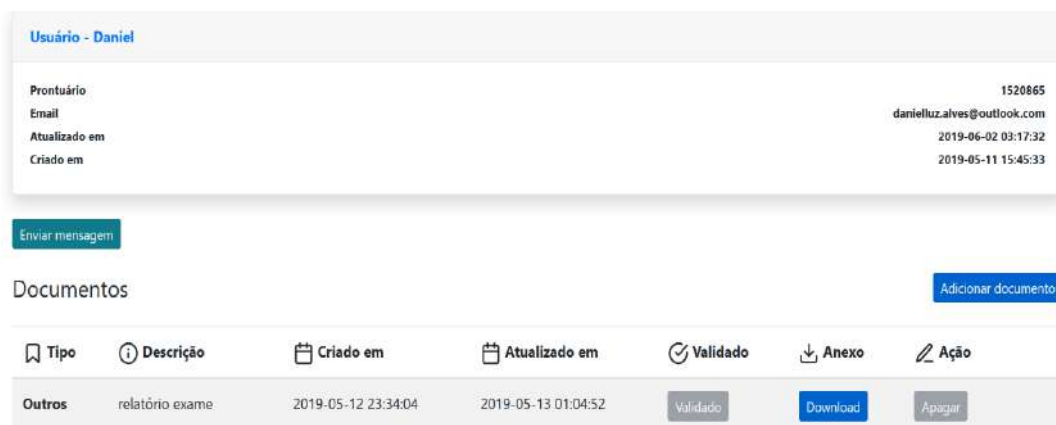 Usuário - Daniel
Prontuário 1520865
Email danielluz.alves@outlook.com
Atualizado em 2019-06-02 03:17:32
Criado em 2019-05-11 15:45:33
Enviar mensagem
Documentos Adicionar documento
Tipo Descrição Criado em Atualizado em Validado Anexo Ação
Outros relatório exame 2019-05-12 23:34:04 2019-05-13 01:04:52 Validado Download Apagar